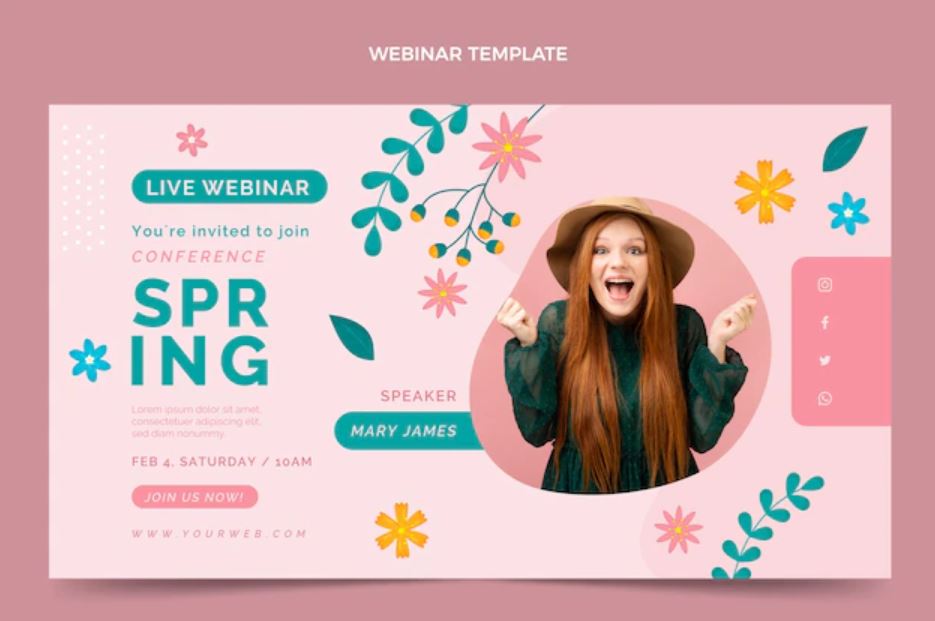 WEBINAR TEMPLATE
LIVE WEBINAR
You´re invited to join
CONFERENCE
SPR
ING
Lorem ipsum dolor sit amet,
consectetuer adipiscing elit,
sed diam nonummy.
FEB 4, SATURDAY / 10AM
JOIN US NOW!
WWW.YOURWEB.COM
SPEAKER
MARY JAMES